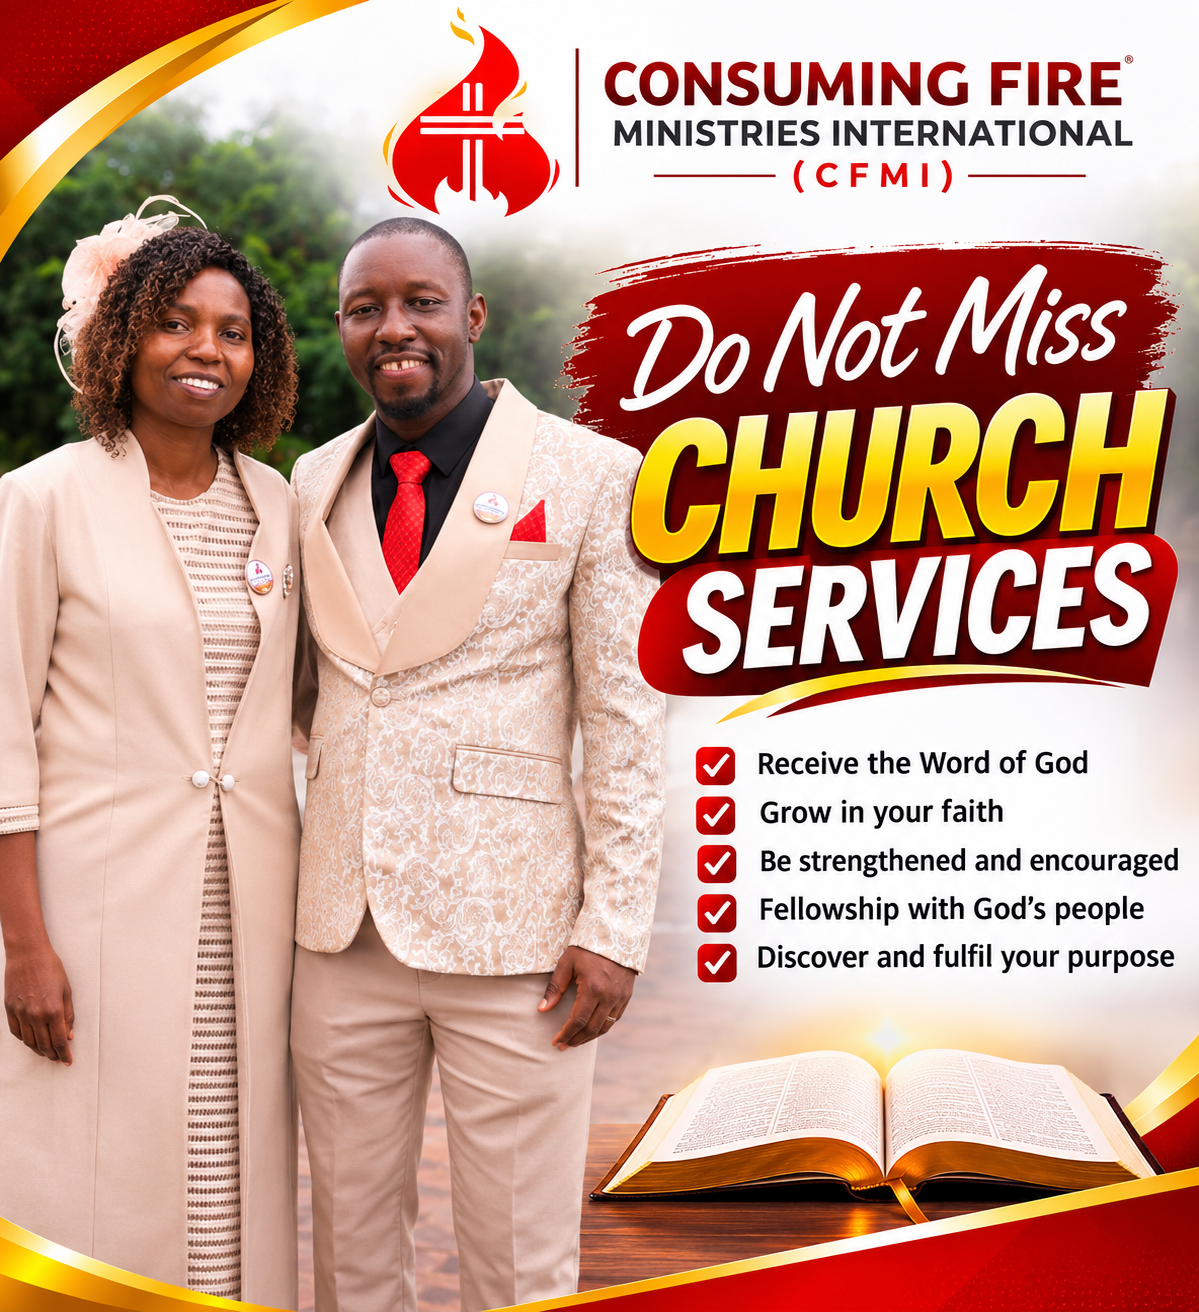 CONSUMING FIRE®
MINISTRIES INTERNATIONAL
(CFMI)
Do Not Miss
CHURCH
SERVICES
Receive the Word of God
Grow in your faith
Be strengthened and encouraged
Fellowship with God's people
Discover and fulfil your purpose